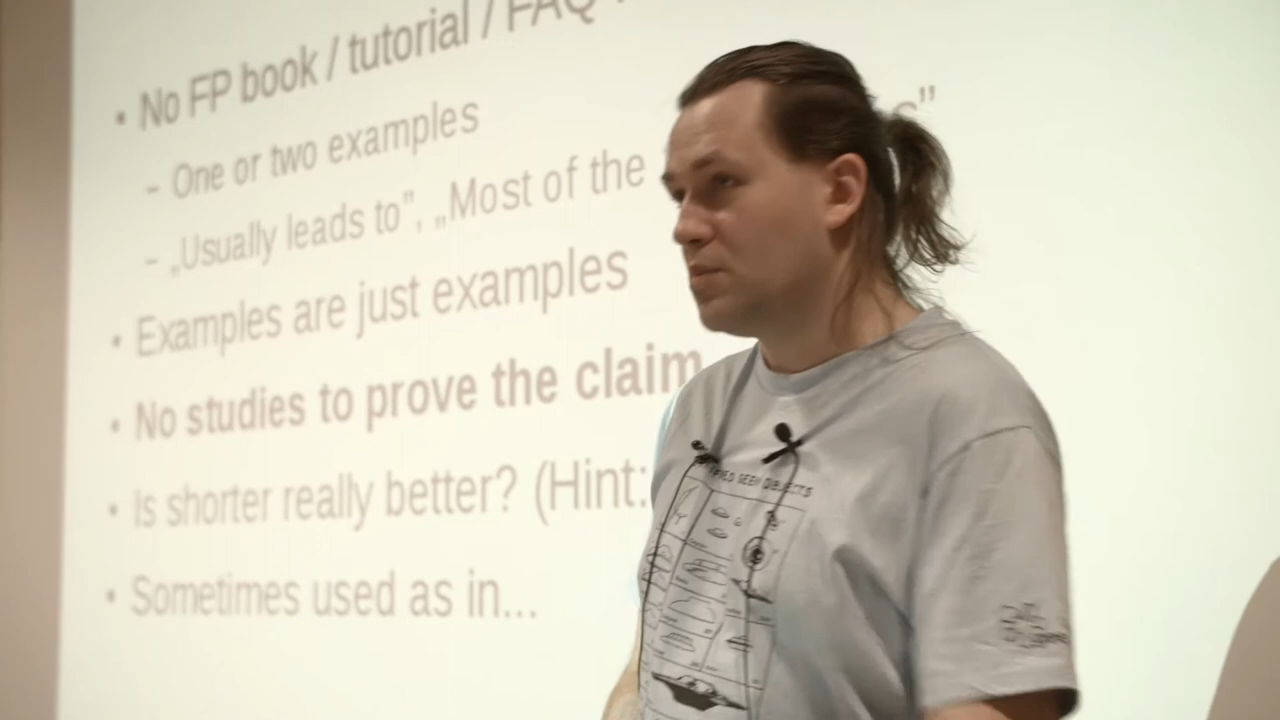 • No FP book / tutorial / FAQ
– One or two examples
– „Usually leads to”, „Most of the
• Examples are just examples
• No studies to prove the claim
• Is shorter really better? (Hint:
• Sometimes used as in...
OBJECTS